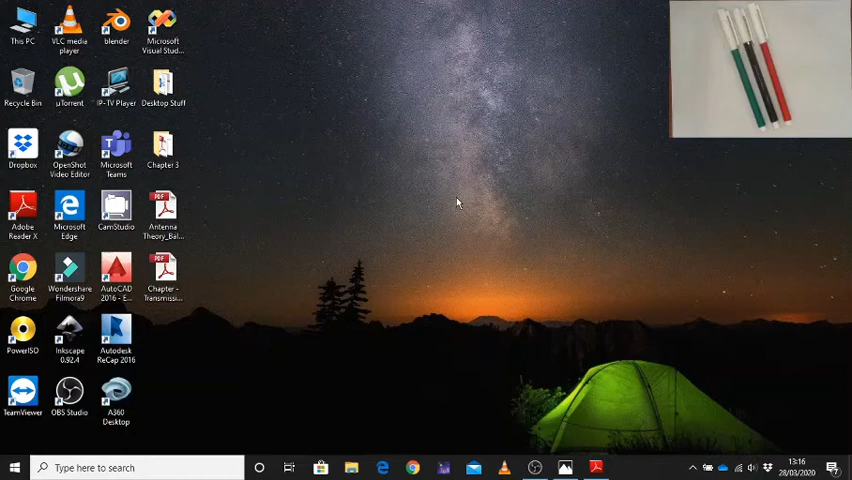 This PC
VLC media
player
blender
Microsoft
Visual Stud...
Recycle Bin
µTorrent
IP-TV Player
Desktop Stuff
Dropbox
OpenShot
Video Editor
Microsoft
Teams
Chapter 3
Adobe
Reader X
Microsoft
Edge
CamStudio
PDF
Antenna
Theory_Bal...
Google
Chrome
Wondershare
Filmora9
AutoCAD
2016 - E...
PDF
Chapter -
Transmissi...
PowerISO
Inkscape
0.92.4
Autodesk
ReCap 2016
TeamViewer
OBS Studio
A360
Desktop
Type here to search
13:16
28/03/2020